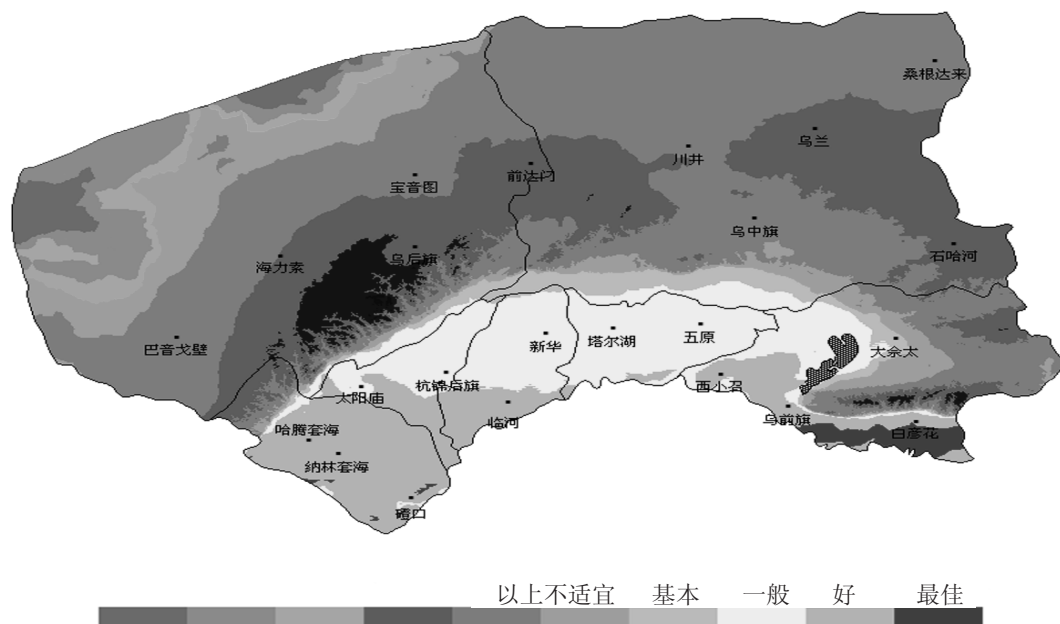 桑根达来
乌兰
川井
前达门
宝音图
乌中旗
石哈河
乌后旗
海力素
巴音戈壁
新华
塔尔湖
五原
大佘太
杭锦后旗
太阳庙
西小召
临河
乌前旗
哈腾套海
白彦花
纳林套海
磴口
以上不适宜 基本 一般 好 最佳